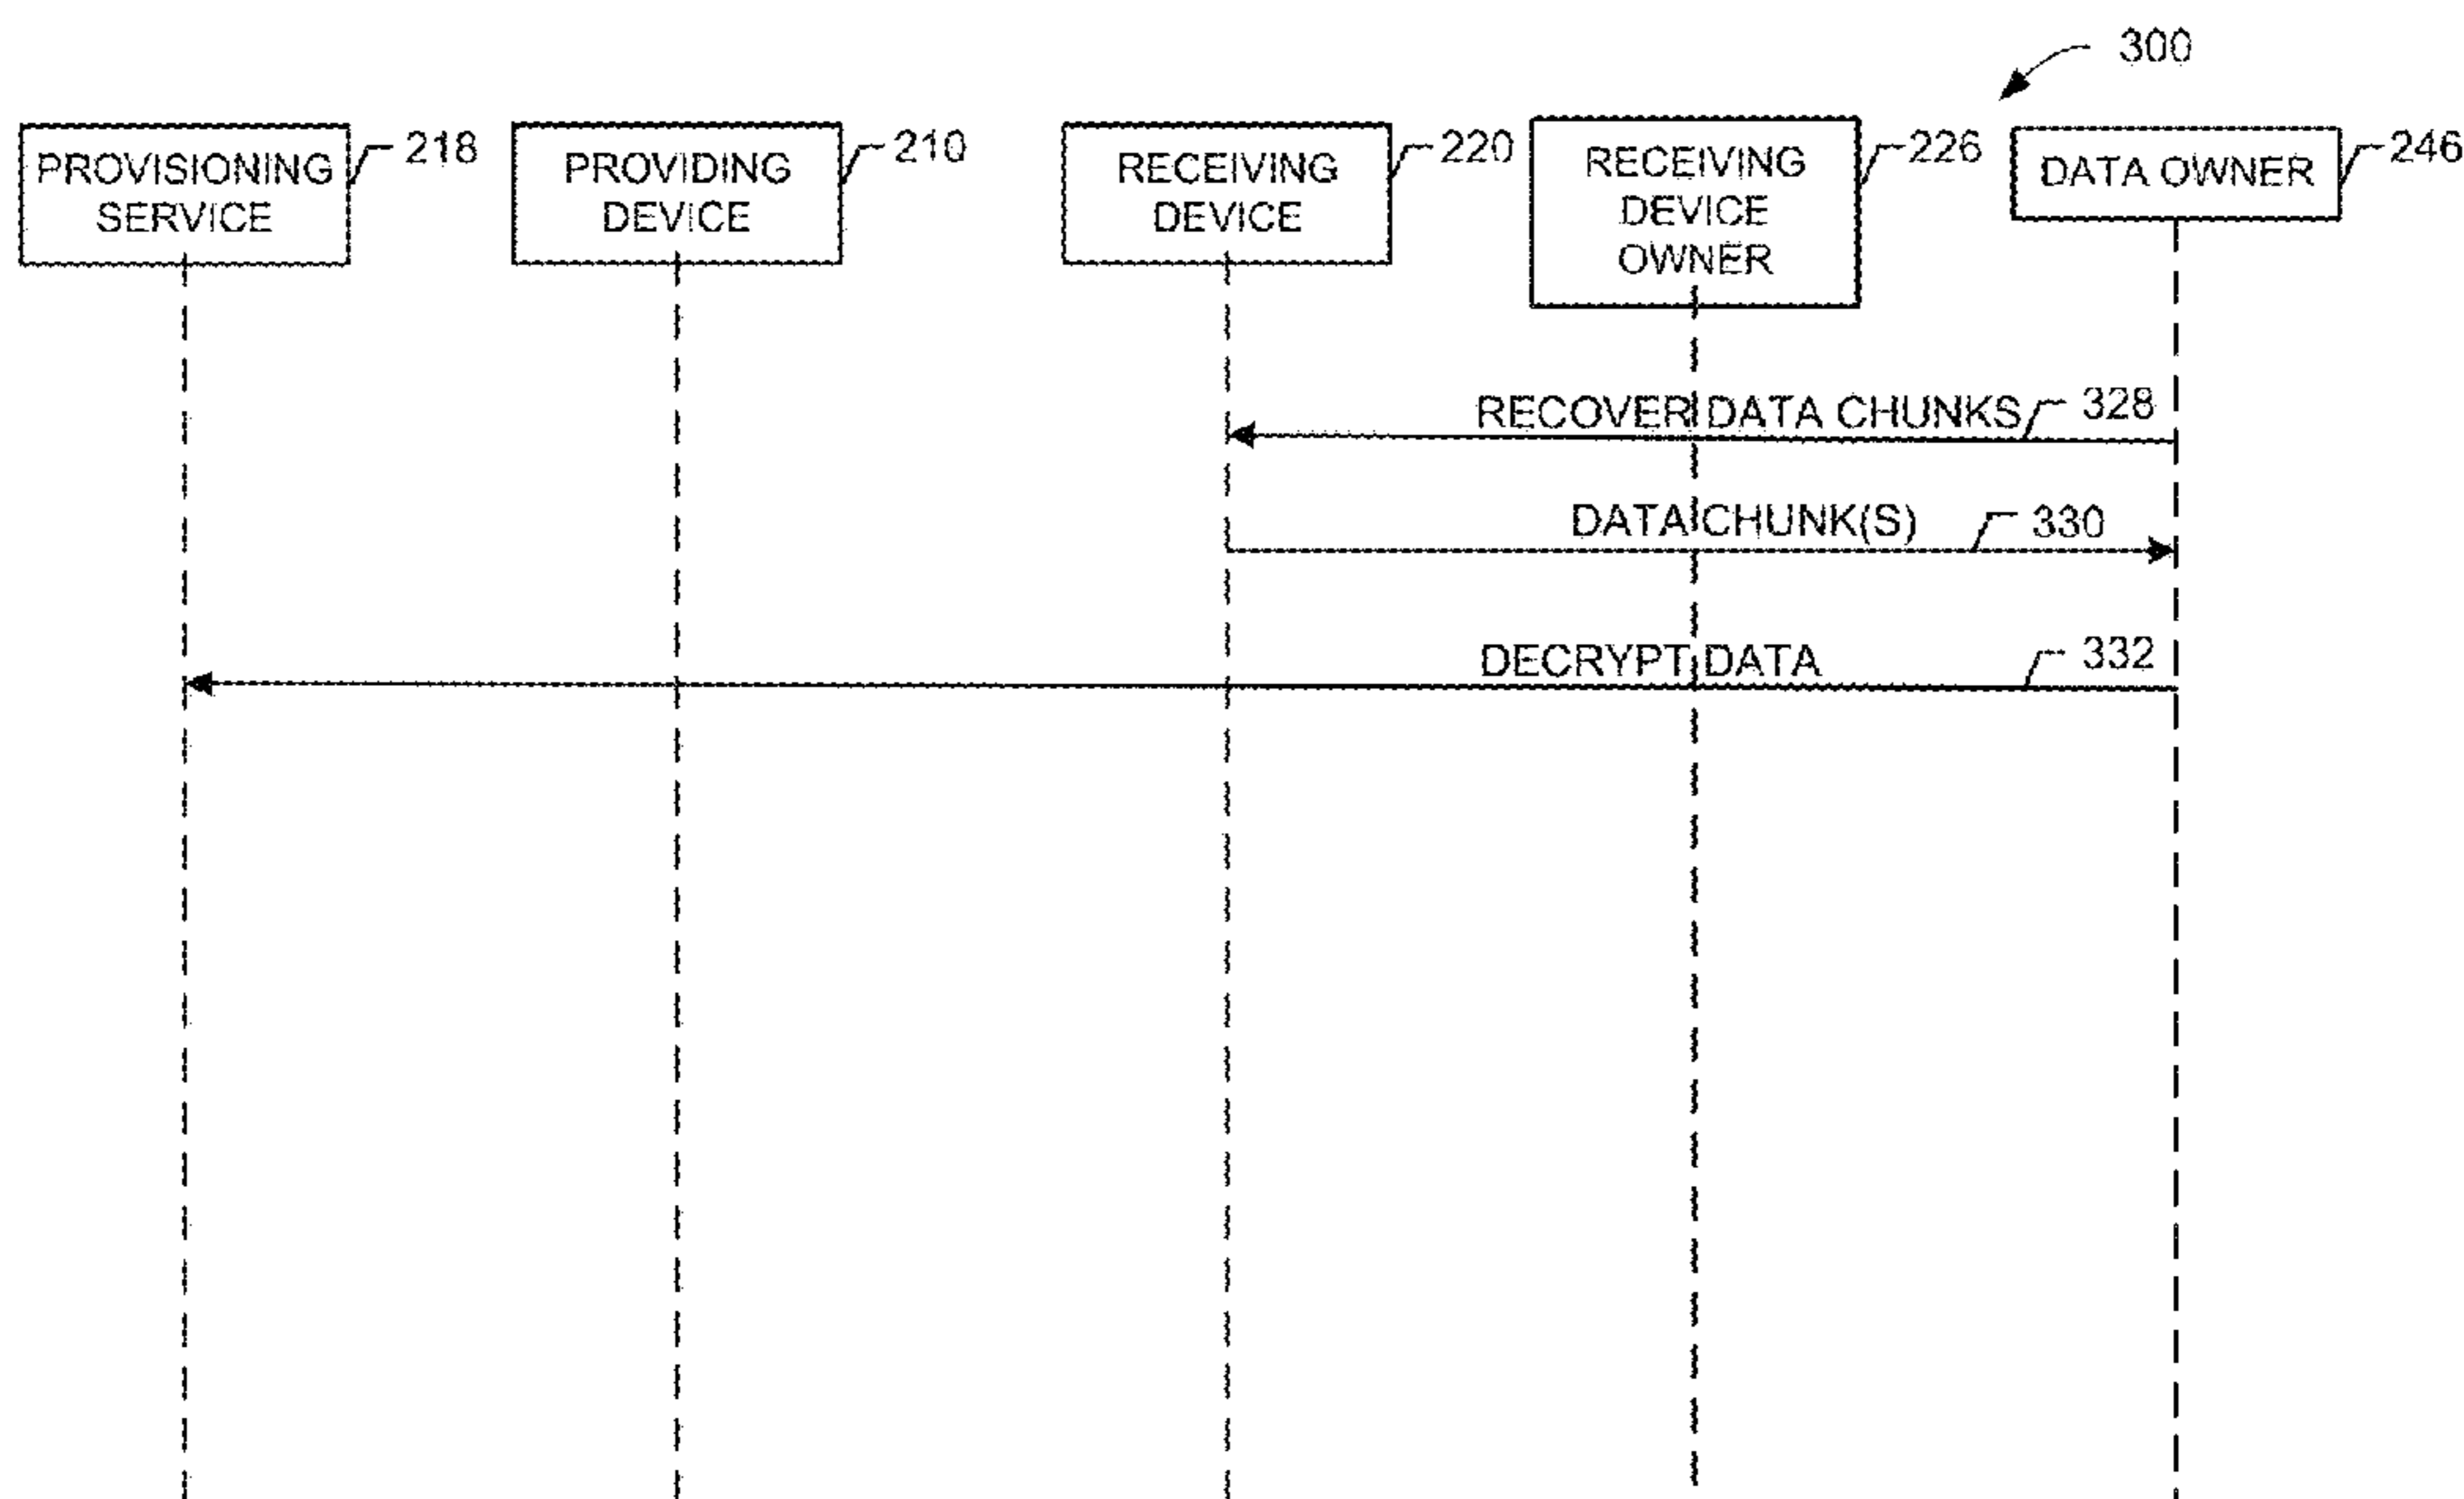 300
PROVISIONING
SERVICE
218
PROVIDING
DEVICE
210
RECEIVING
DEVICE
220
RECEIVING
DEVICE
OWNER
226
DATA OWNER
246
RECOVER DATA CHUNKS
328
DATA CHUNK(S)
330
DECRYPT DATA
332